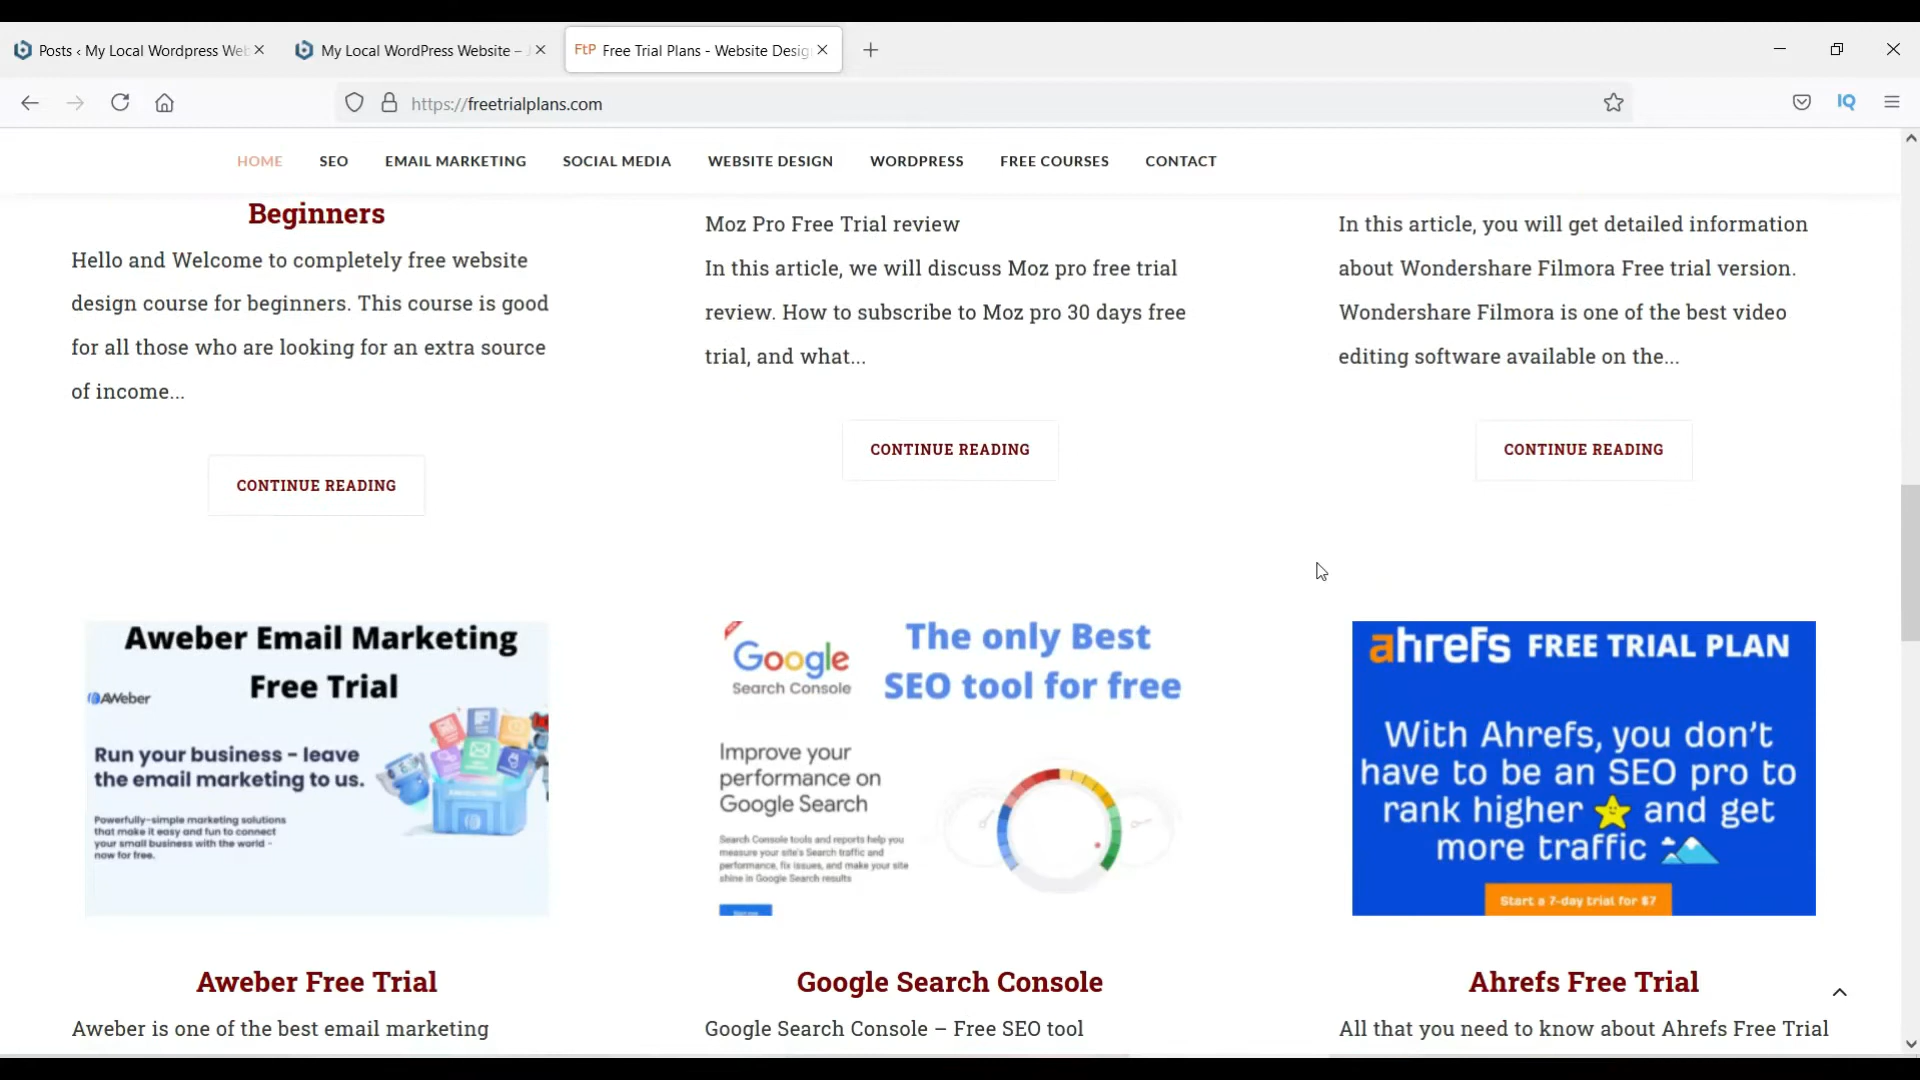 Posts ‹ My Local Wordpress Web
My Local WordPress Website –
FtP Free Trial Plans - Website Desig
https://freetrialplans.com
IQ
HOME SEO EMAIL MARKETING SOCIAL MEDIA WEBSITE DESIGN WORDPRESS FREE COURSES CONTACT
Beginners
Hello and Welcome to completely free website
design course for beginners. This course is good
for all those who are looking for an extra source
of income...
CONTINUE READING
Moz Pro Free Trial review
In this article, we will discuss Moz pro free trial
review. How to subscribe to Moz pro 30 days free
trial, and what...
CONTINUE READING
In this article, you will get detailed information
about Wondershare Filmora Free trial version.
Wondershare Filmora is one of the best video
editing software available on the...
CONTINUE READING
Aweber Email Marketing
Free Trial
AWeber
Run your business – leave
the email marketing to us.
Powerfully-simple marketing solutions
that make it easy and fun to connect
your small business with the world -
now for free.
Aweber Free Trial
Aweber is one of the best email marketing
Google
Search Console
The only Best
SEO tool for free
Improve your
performance on
Google Search
Search Console tools and reports help you
measure your site's Search traffic and
performance, fix issues, and make your site
shine in Google Search results
Google Search Console
Google Search Console – Free SEO tool
ahrefs FREE TRIAL PLAN
With Ahrefs, you don't
have to be an SEO pro to
rank higher and get
more traffic
Start a 7-day trial for $7
Ahrefs Free Trial
All that you need to know about Ahrefs Free Trial